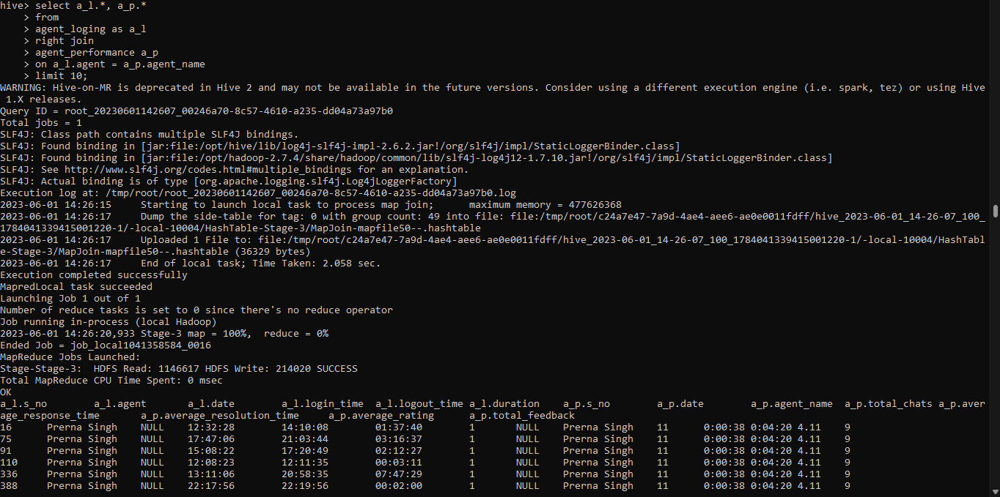 hive> select a_l.*, a_p.*
    > from
    > agent_loging as a_l
    > right join
    > agent_performance a_p
    > on a_l.agent = a_p.agent_name
    > limit 10;
WARNING: Hive-on-MR is deprecated in Hive 2 and may not be available in the future versions. Consider using a different execution engine (i.e. spark, tez) or using Hive
 1.X releases.
Query ID = root_20230601142607_00246a70-8c57-4610-a235-dd04a73a97b0
Total jobs = 1
SLF4J: Class path contains multiple SLF4J bindings.
SLF4J: Found binding in [jar:file:/opt/hive/lib/log4j-slf4j-impl-2.6.2.jar!/org/slf4j/impl/StaticLoggerBinder.class]
SLF4J: Found binding in [jar:file:/opt/hadoop-2.7.4/share/hadoop/common/lib/slf4j-log4j12-1.7.10.jar!/org/slf4j/impl/StaticLoggerBinder.class]
SLF4J: See http://www.slf4j.org/codes.html#multiple_bindings for an explanation.
SLF4J: Actual binding is of type [org.apache.logging.slf4j.Log4jLoggerFactory]
Execution log at: /tmp/root/root_20230601142607_00246a70-8c57-4610-a235-dd04a73a97b0.log
2023-06-01 14:26:15     Starting to launch local task to process map join;      maximum memory = 477626368
2023-06-01 14:26:17     Dump the side-table for tag: 0 with group count: 49 into file: file:/tmp/root/c24a7e47-7a9d-4ae4-aee6-ae0e0011fdff/hive_2023-06-01_14-26-07_100_
1784041339415001220-1/-local-10004/HashTable-Stage-3/MapJoin-mapfile50--.hashtable
2023-06-01 14:26:17     Uploaded 1 File to: file:/tmp/root/c24a7e47-7a9d-4ae4-aee6-ae0e0011fdff/hive_2023-06-01_14-26-07_100_1784041339415001220-1/-local-10004/HashTabl
e-Stage-3/MapJoin-mapfile50--.hashtable (36329 bytes)
2023-06-01 14:26:17     End of local task; Time Taken: 2.058 sec.
Execution completed successfully
MapredLocal task succeeded
Launching Job 1 out of 1
Number of reduce tasks is set to 0 since there's no reduce operator
Job running in-process (local Hadoop)
2023-06-01 14:26:20,933 Stage-3 map = 100%,  reduce = 0%
Ended Job = job_local1041358584_0016
MapReduce Jobs Launched:
Stage-Stage-3:  HDFS Read: 1146617 HDFS Write: 214020 SUCCESS
Total MapReduce CPU Time Spent: 0 msec
OK
a_l.s_no        a_l.agent       a_l.date        a_l.login_time  a_l.logout_time a_l.duration    a_p.s_no        a_p.date        a_p.agent_name  a_p.total_chats a_p.aver
age_response_time       a_p.average_resolution_time     a_p.average_rating      a_p.total_feedback
16      Prerna Singh    NULL    12:32:28        14:10:08        01:37:40        1       NULL    Prerna Singh    11      0:00:38 0:04:20 4.11    9
75      Prerna Singh    NULL    17:47:06        21:03:44        03:16:37        1       NULL    Prerna Singh    11      0:00:38 0:04:20 4.11    9
91      Prerna Singh    NULL    15:08:22        17:20:49        02:12:27        1       NULL    Prerna Singh    11      0:00:38 0:04:20 4.11    9
110     Prerna Singh    NULL    12:08:23        12:11:35        00:03:11        1       NULL    Prerna Singh    11      0:00:38 0:04:20 4.11    9
336     Prerna Singh    NULL    13:11:06        20:58:35        07:47:29        1       NULL    Prerna Singh    11      0:00:38 0:04:20 4.11    9
388     Prerna Singh    NULL    22:17:56        22:19:56        00:02:00        1       NULL    Prerna Singh    11      0:00:38 0:04:20 4.11    9